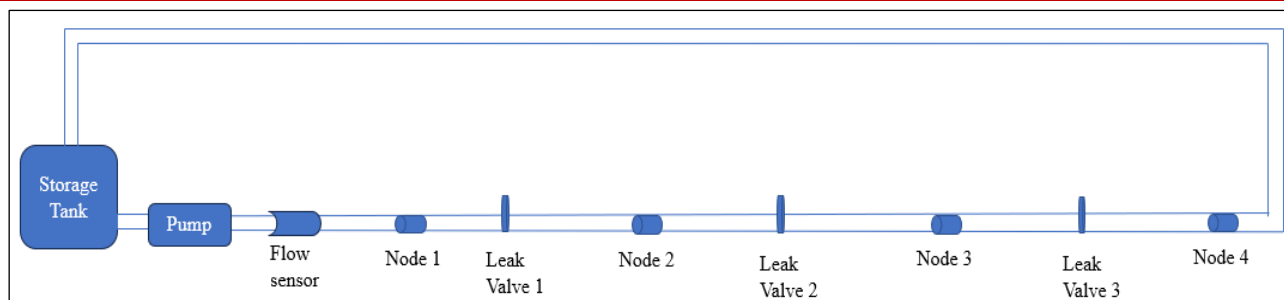 Storage
Tank
Pump
Flow
sensor
Node 1
Leak
Valve 1
Node 2
Leak
Valve 2
Node 3
Leak
Valve 3
Node 4